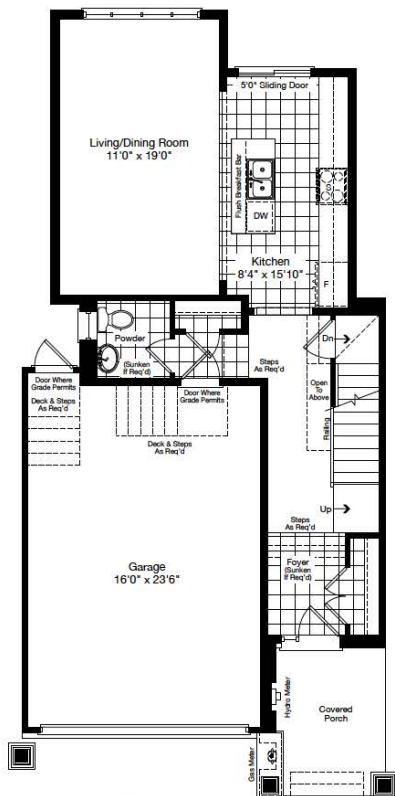 5'0" Sliding Door
Living/Dining Room
11'0" x 19'0"
Flush Breakfast Bar
DW
S
Kitchen
8'4" x 15'10"
F
Powder
(Sunken
If Req'd)
Dn
Steps
As Req'd
Open
To
Above
Railing
Door Where
Grade Permits
Deck & Steps
As Req'd
Door Where
Grade Permits
Deck & Steps
As Req'd
Up
Steps
As Req'd
Foyer
(Sunken
If Req'd)
Garage
16'0" x 23'6"
Hydro Meter
Covered
Porch
Gas Meter